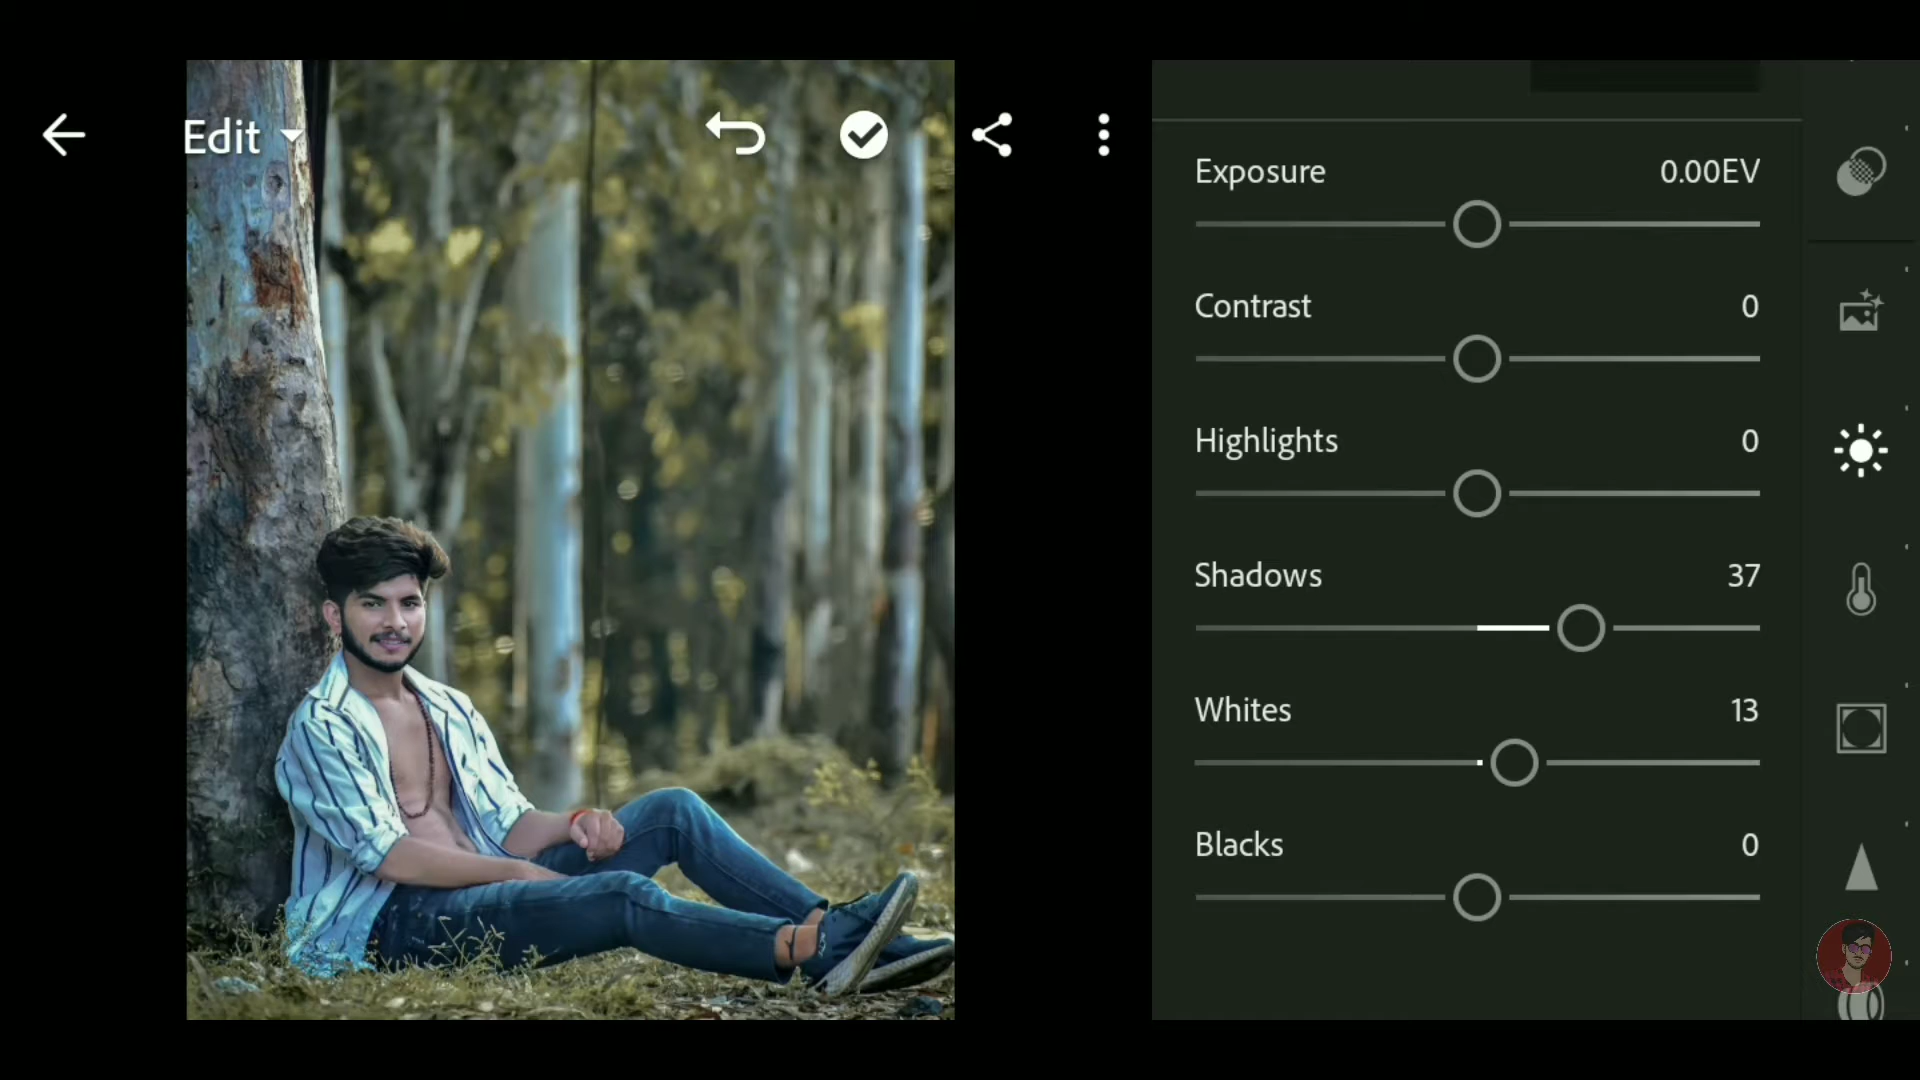 Edit
Exposure 0.00EV
Contrast 0
Highlights 0
Shadows 37
Whites 13
Blacks 0